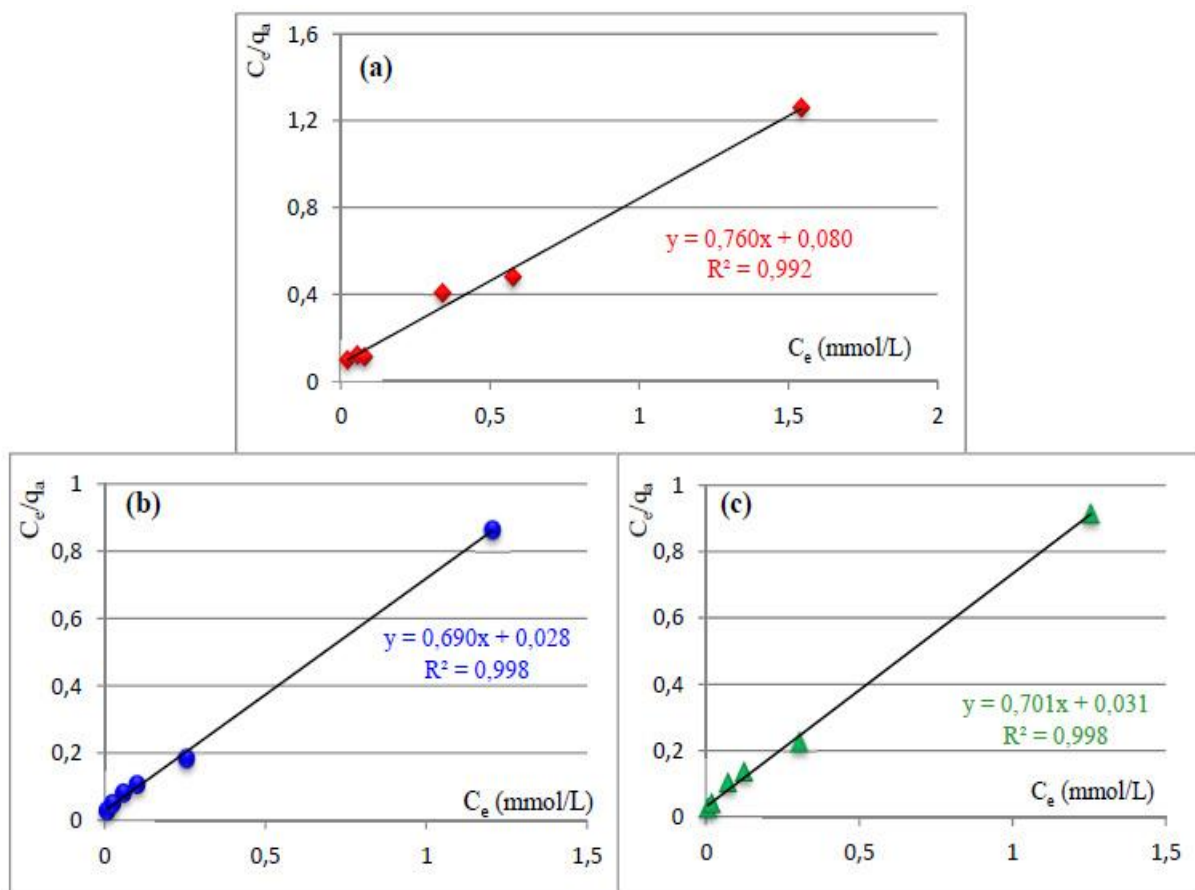 C_e/q_a
1,6
(a)
1,2
0,8
y = 0,760x + 0,080
R² = 0,992
0,4
C_e (mmol/L)
0
0 0,5 1 1,5 2
C_e/q_a
1
(b)
0,8
0,6
y = 0,690x + 0,028
R² = 0,998
0,4
0,2
C_e (mmol/L)
0
0 0,5 1 1,5
C_e/q_a
1
(c)
0,8
0,6
0,4
y = 0,701x + 0,031
R² = 0,998
0,2
C_e (mmol/L)
0
0 0,5 1 1,5